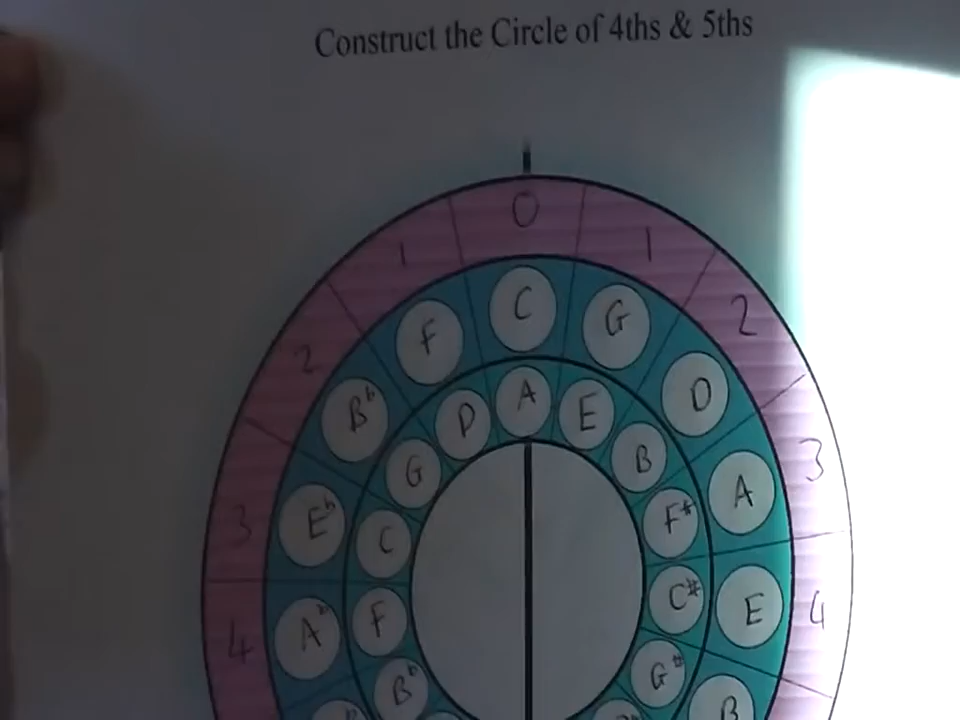 Construct the Circle of 4ths & 5ths
0
1 1
2 2
3 3
4 4
C
F G
B♭ D
E♭ A
A♭ E
B
A
D E
G B
C F#
F C#
B♭ G#